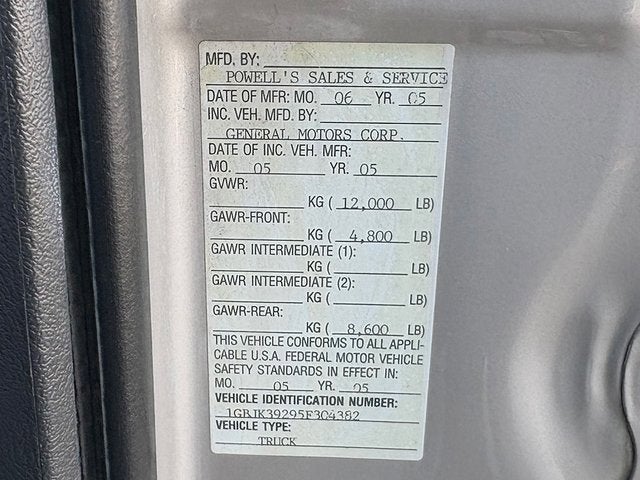 MFD. BY:
POWELL'S SALES & SERVICE
DATE OF MFR: MO. 06 YR. 05
INC. VEH. MFD. BY:
GENERAL MOTORS CORP.
DATE OF INC. VEH. MFR:
MO. 05 YR. 05
GVWR:
KG ( 12,000 LB)
GAWR-FRONT:
KG ( 4,800 LB)
GAWR INTERMEDIATE (1):
KG ( LB)
GAWR INTERMEDIATE (2):
KG ( LB)
GAWR-REAR:
KG ( 8,600 LB)
THIS VEHICLE CONFORMS TO ALL APPLI-
CABLE U.S.A. FEDERAL MOTOR VEHICLE
SAFETY STANDARDS IN EFFECT IN:
MO. 05 YR. 05
VEHICLE IDENTIFICATION NUMBER:
1GBJK39295E304382
VEHICLE TYPE:
TRUCK